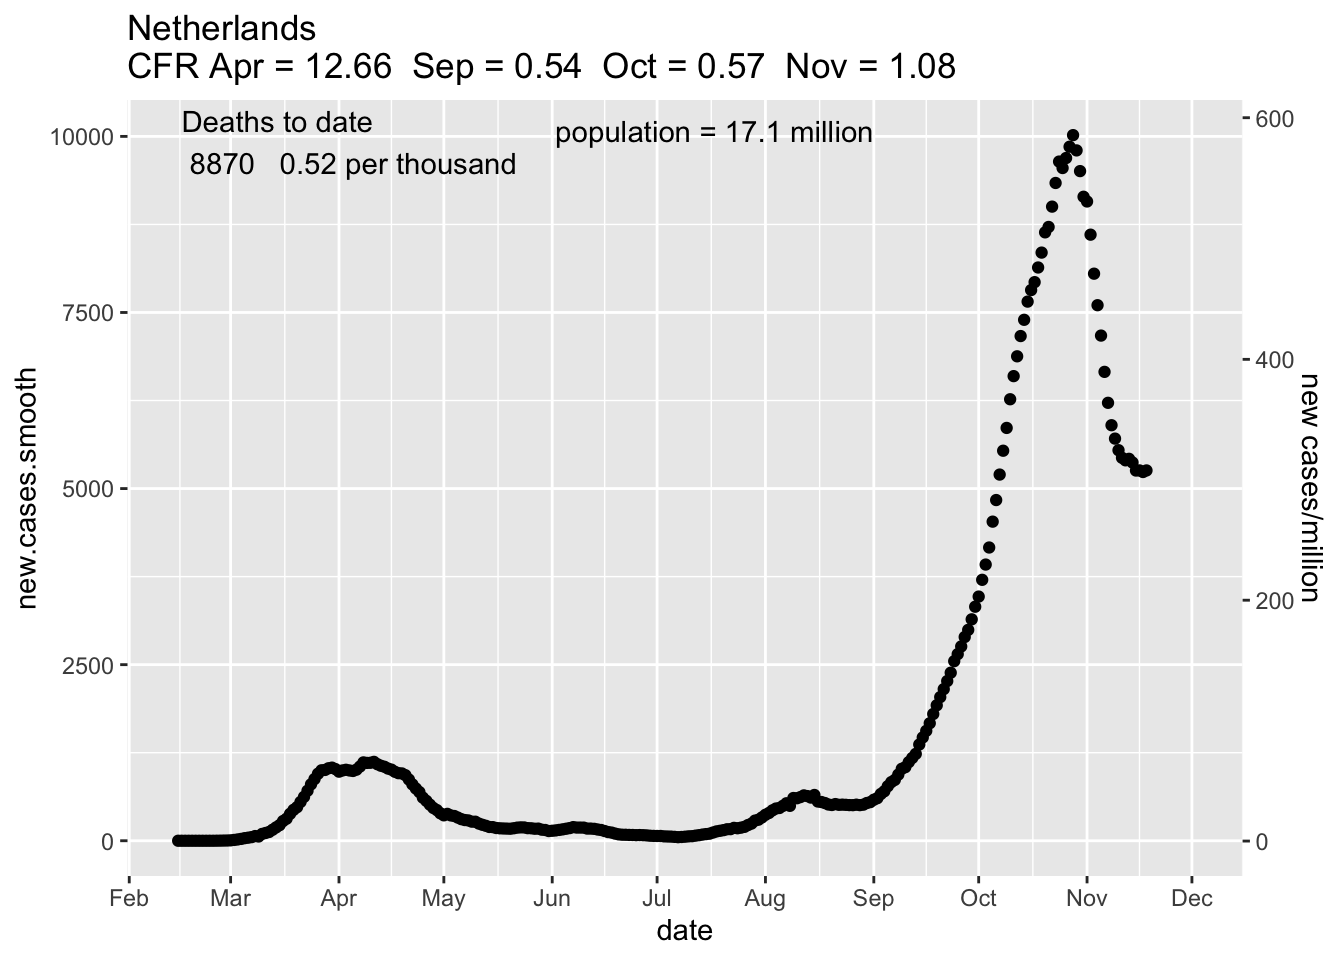 Netherlands
CFR Apr = 12.66  Sep = 0.54  Oct = 0.57  Nov = 1.08
Deaths to date
8870   0.52 per thousand
population = 17.1 million
new.cases.smooth
10000
7500
5000
2500
0
600
400
200
0
new cases/million
Feb Mar Apr May Jun Jul Aug Sep Oct Nov Dec
date